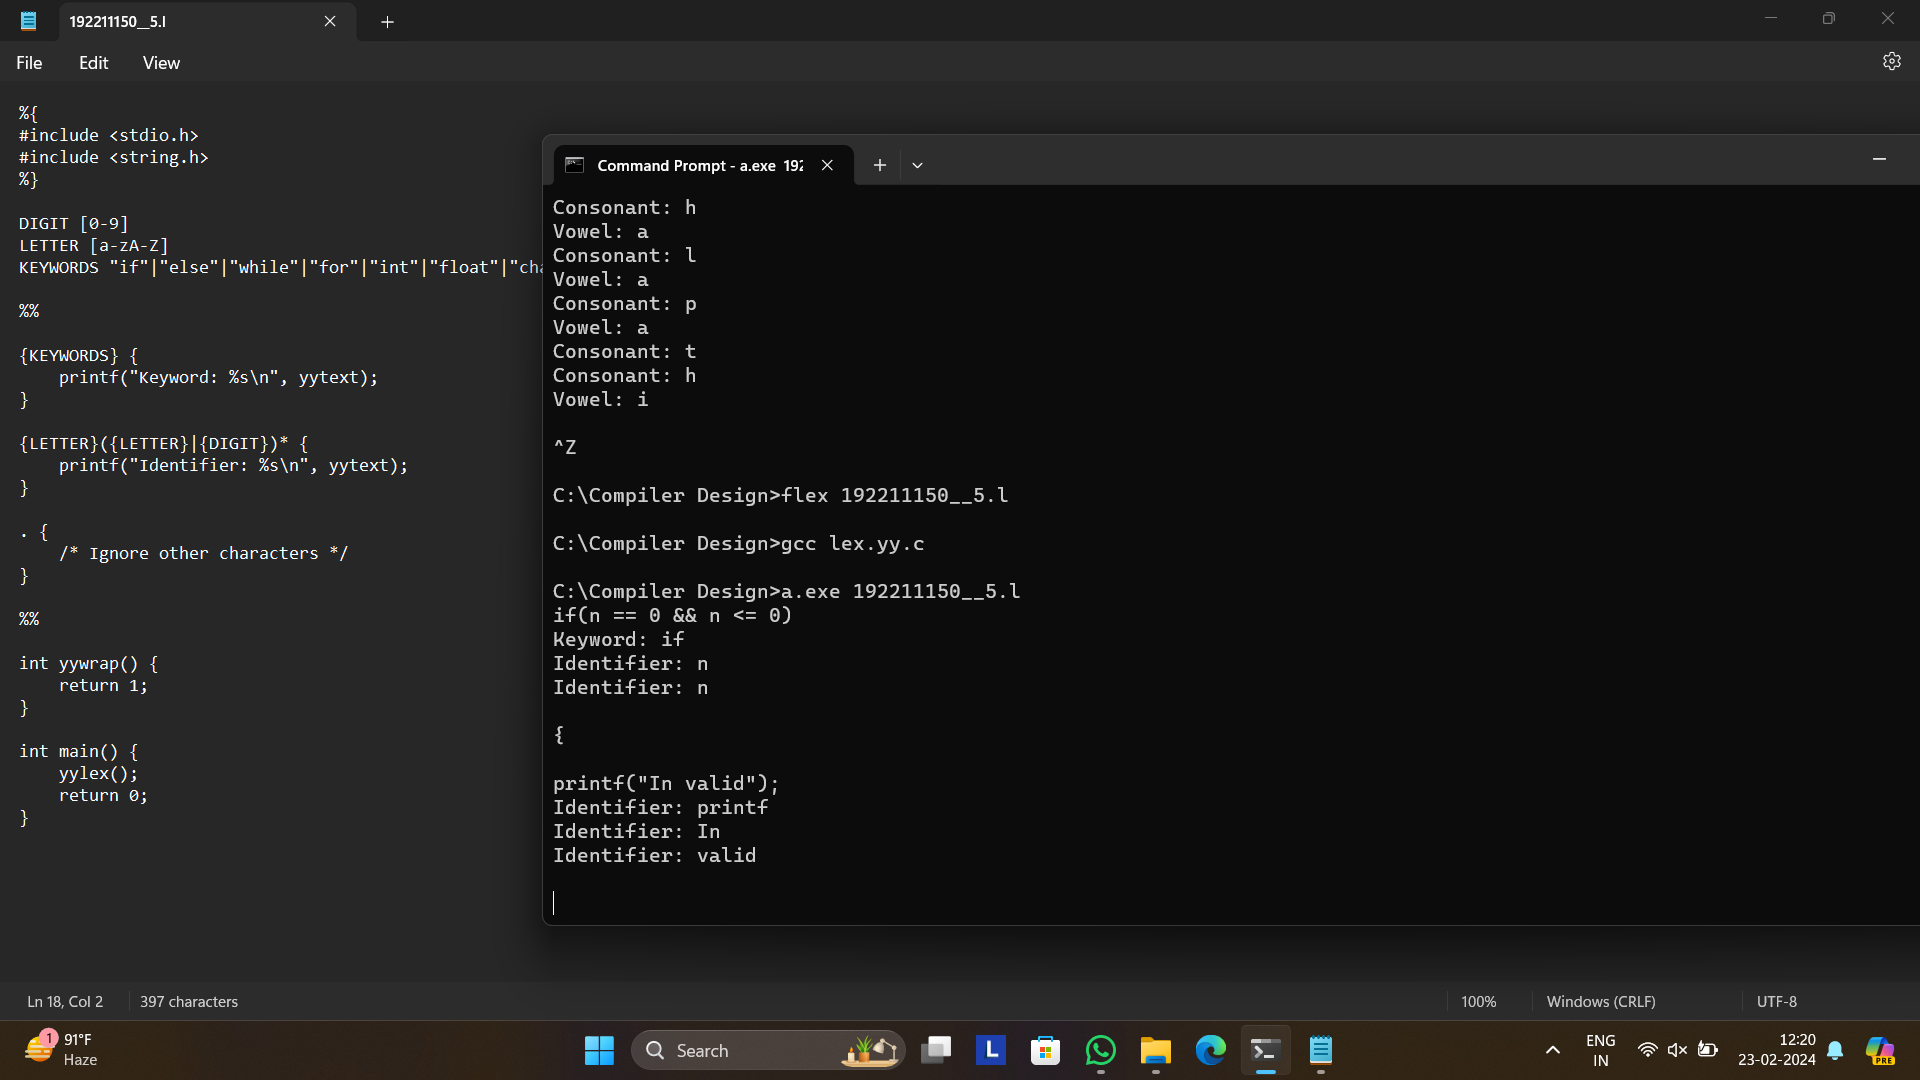 192211150__5.l
File Edit View
%{
#include <stdio.h>
#include <string.h>
%}
DIGIT [0-9]
LETTER [a-zA-Z]
KEYWORDS "if"|"else"|"while"|"for"|"int"|"float"|"cha
%%
{KEYWORDS} {
printf("Keyword: %s\n", yytext);
}
{LETTER}({LETTER}|{DIGIT})* {
printf("Identifier: %s\n", yytext);
}
. {
/* Ignore other characters */
}
%%
int yywrap() {
return 1;
}
int main() {
yylex();
return 0;
}
Command Prompt - a.exe 192
Consonant: h
Vowel: a
Consonant: l
Vowel: a
Consonant: p
Vowel: a
Consonant: t
Consonant: h
Vowel: i
^Z
C:\Compiler Design>flex 192211150__5.l
C:\Compiler Design>gcc lex.yy.c
C:\Compiler Design>a.exe 192211150__5.l
if(n == 0 && n <= 0)
Keyword: if
Identifier: n
Identifier: n
{
printf("In valid");
Identifier: printf
Identifier: In
Identifier: valid
Ln 18, Col 2 397 characters 100% Windows (CRLF) UTF-8
1 91°F
Haze
Search
L
ENG
IN
12:20
23-02-2024
PRE